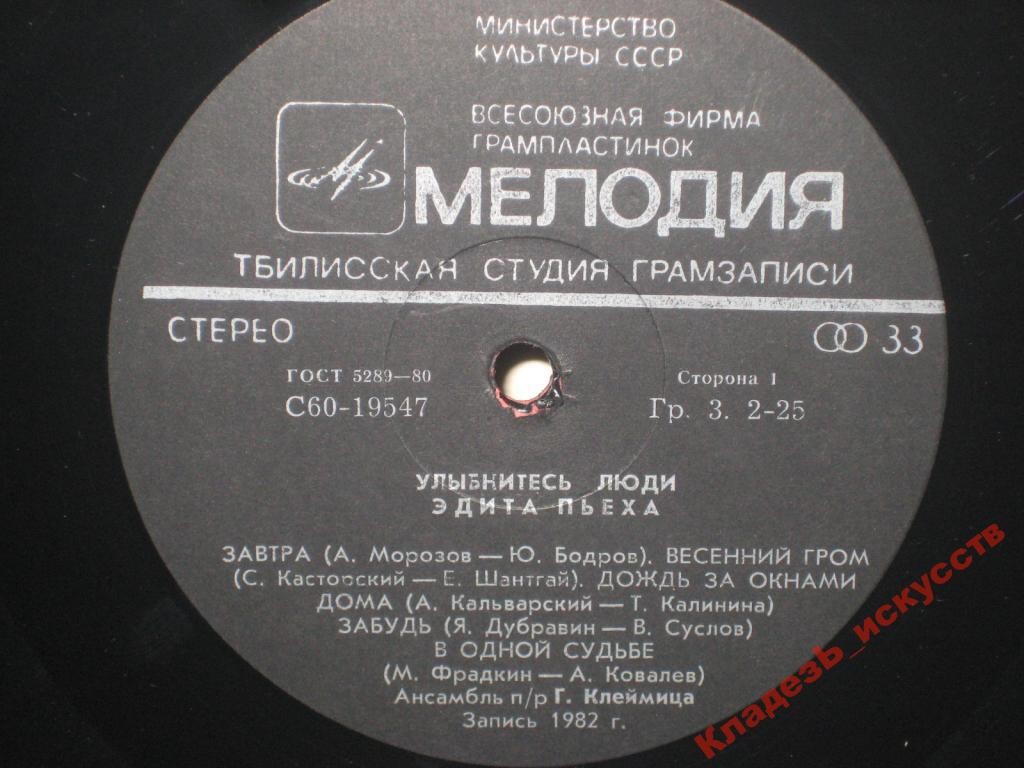 МИНИСТЕРСТВО
КУЛЬТУРЫ СССР
ВСЕСОЮЗНАЯ ФИРМА
ГРАМПЛАСТИНОК
МЕЛОДИЯ
ТБИЛИССКАЯ СТУДИЯ ГРАМЗАПИСИ
СТЕРЕО
33
ГОСТ 5289—80
Сторона 1
С60-19547
Гр. 3. 2-25
УЛЫБНИТЕСЬ ЛЮДИ
ЭДИТА ПЬЕХА
ЗАВТРА (А. Морозов — Ю. Бодров). ВЕСЕННИЙ ГРОМ
(С. Касторский — Е. Шантгай). ДОЖДЬ ЗА ОКНАМИ
ДОМА (А. Кальварский — Т. Калинина)
ЗАБУДЬ (Я. Дубравин — В. Суслов)
В ОДНОЙ СУДЬБЕ
(М. Фрадкин — А. Ковалев)
Ансамбль п/р Г. Клеймица
Запись 1982 г.
КладезЬ_искусств